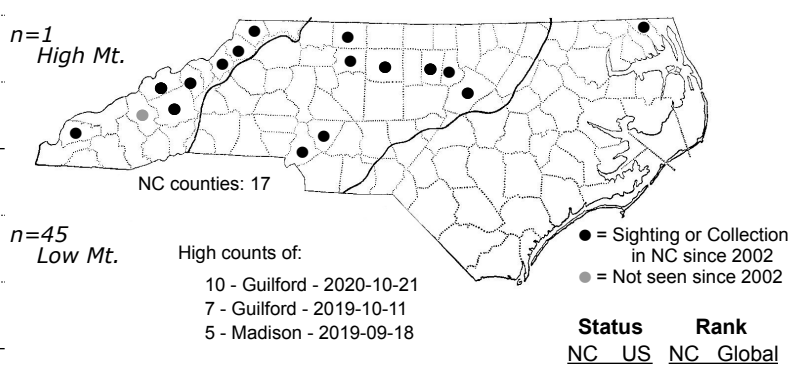 n=1
High Mt.
NC counties: 17
n=45
Low Mt.
High counts of:
10 - Guilford - 2020-10-21
7 - Guilford - 2019-10-11
5 - Madison - 2019-09-18
● = Sighting or Collection
in NC since 2002
● = Not seen since 2002
Status Rank
NC US NC Global